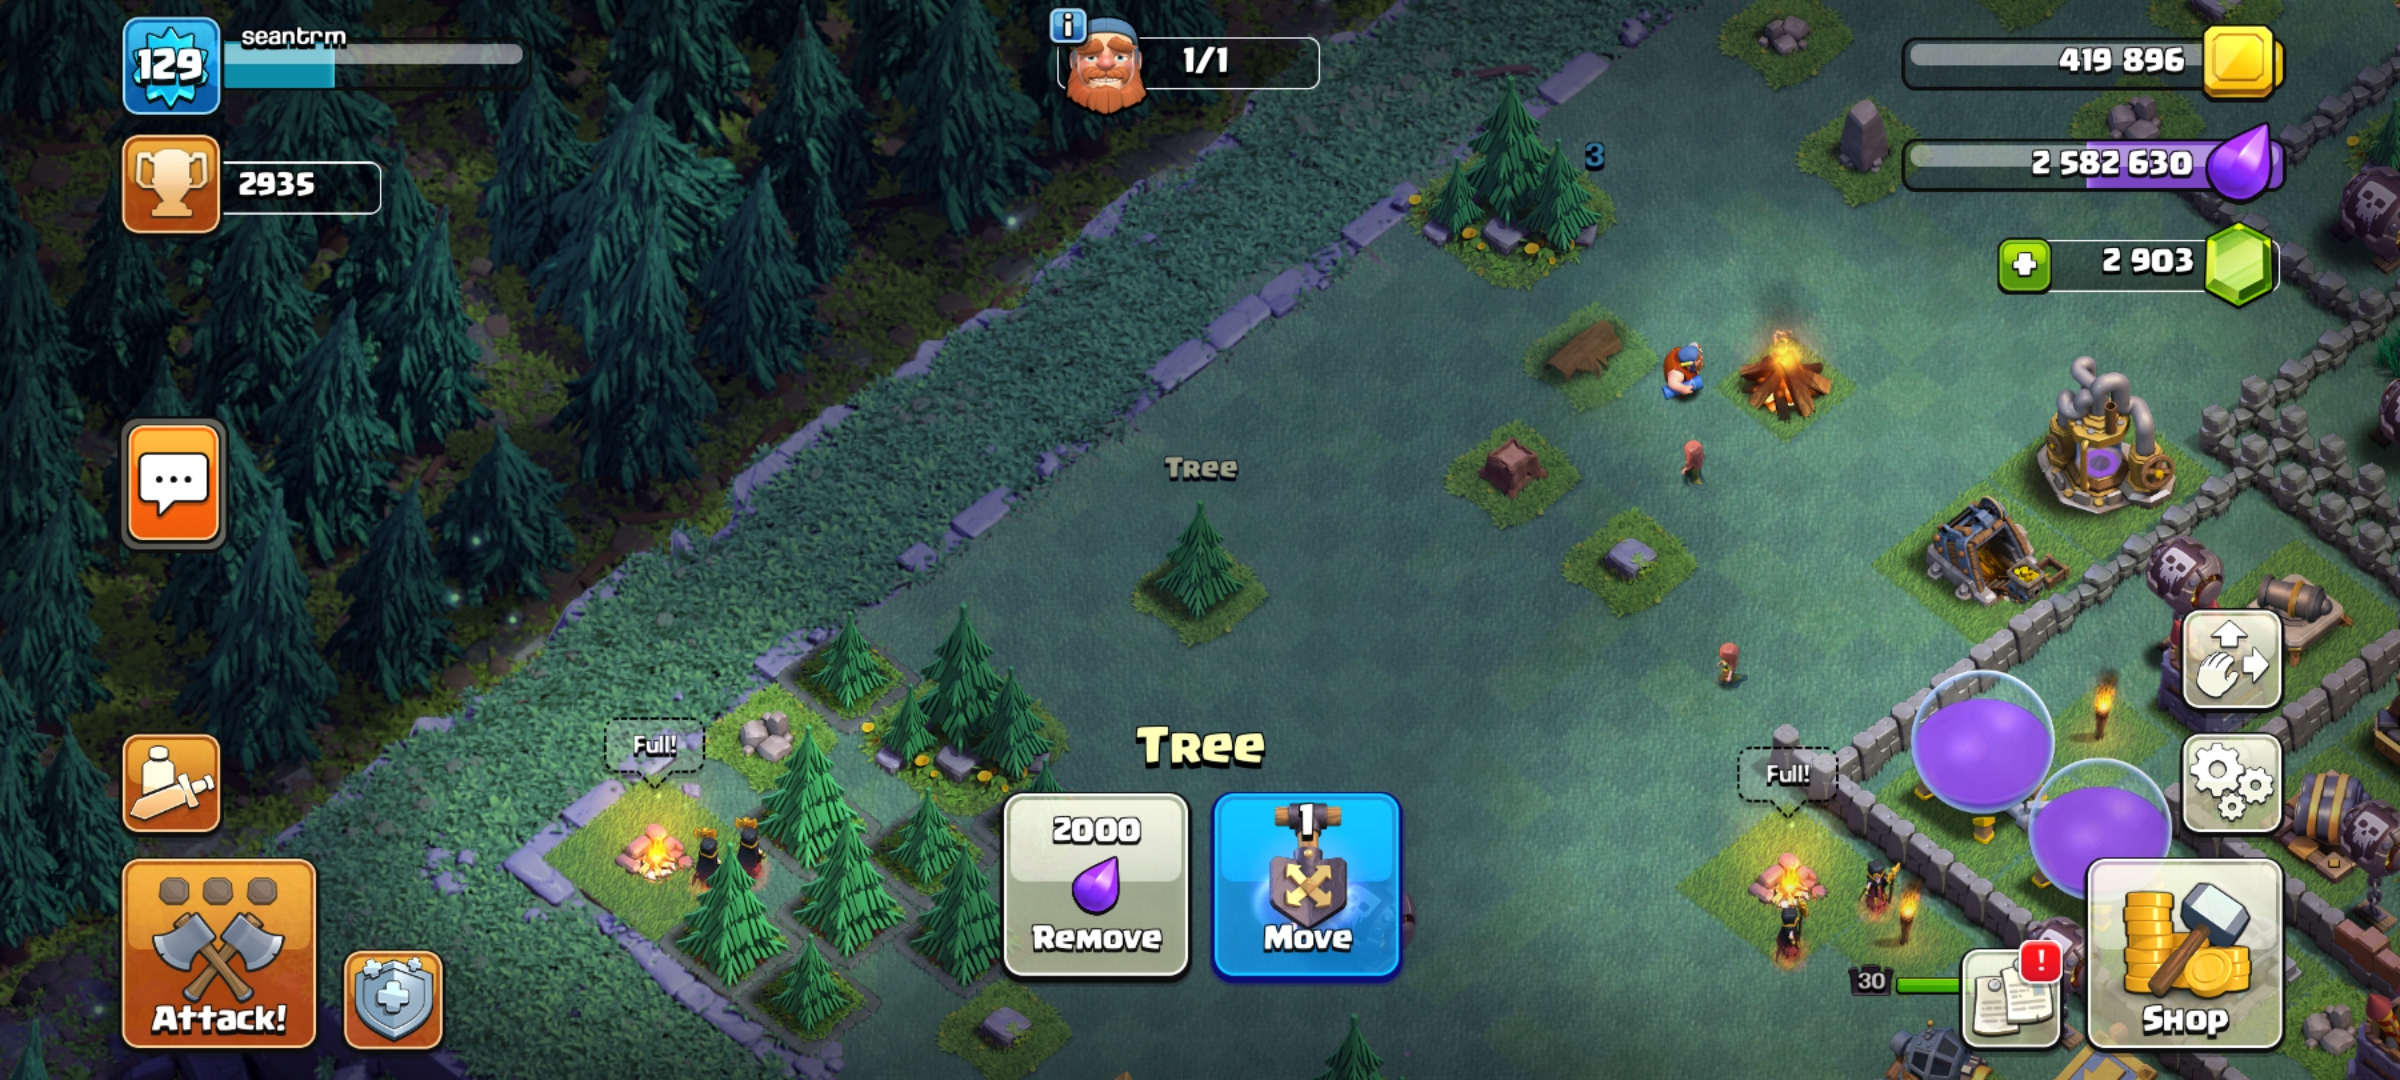 129
seantrm
1/1
419 896
2935
3
2 582 630
2 903
Tree
Tree
Full!
Full!
2000
Remove
1
Move
30
!
Attack!
Shop